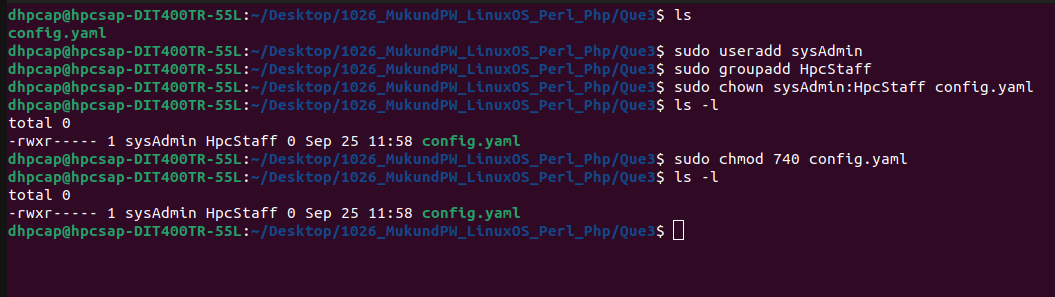 dhpcap@hpcsap-DIT400TR-55L:~/Desktop/1026_MukundPW_LinuxOS_Perl_Php/Que3$ ls
config.yaml
dhpcap@hpcsap-DIT400TR-55L:~/Desktop/1026_MukundPW_LinuxOS_Perl_Php/Que3$ sudo useradd sysAdmin
dhpcap@hpcsap-DIT400TR-55L:~/Desktop/1026_MukundPW_LinuxOS_Perl_Php/Que3$ sudo groupadd HpcStaff
dhpcap@hpcsap-DIT400TR-55L:~/Desktop/1026_MukundPW_LinuxOS_Perl_Php/Que3$ sudo chown sysAdmin:HpcStaff config.yaml
dhpcap@hpcsap-DIT400TR-55L:~/Desktop/1026_MukundPW_LinuxOS_Perl_Php/Que3$ ls -l
total 0
-rwxr----- 1 sysAdmin HpcStaff 0 Sep 25 11:58 config.yaml
dhpcap@hpcsap-DIT400TR-55L:~/Desktop/1026_MukundPW_LinuxOS_Perl_Php/Que3$ sudo chmod 740 config.yaml
dhpcap@hpcsap-DIT400TR-55L:~/Desktop/1026_MukundPW_LinuxOS_Perl_Php/Que3$ ls -l
total 0
-rwxr----- 1 sysAdmin HpcStaff 0 Sep 25 11:58 config.yaml
dhpcap@hpcsap-DIT400TR-55L:~/Desktop/1026_MukundPW_LinuxOS_Perl_Php/Que3$